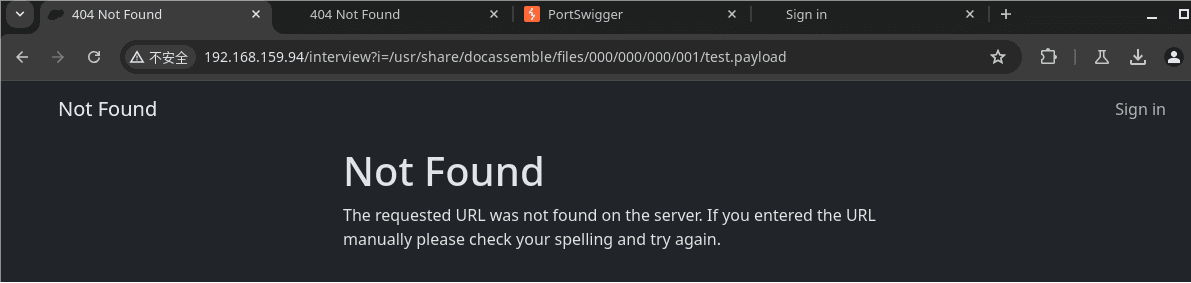 404 Not Found
404 Not Found
PortSwigger
Sign in
不安全 192.168.159.94/interview?i=/usr/share/docassemble/files/000/000/000/001/test.payload
Not Found
Sign in
Not Found
The requested URL was not found on the server. If you entered the URL
manually please check your spelling and try again.